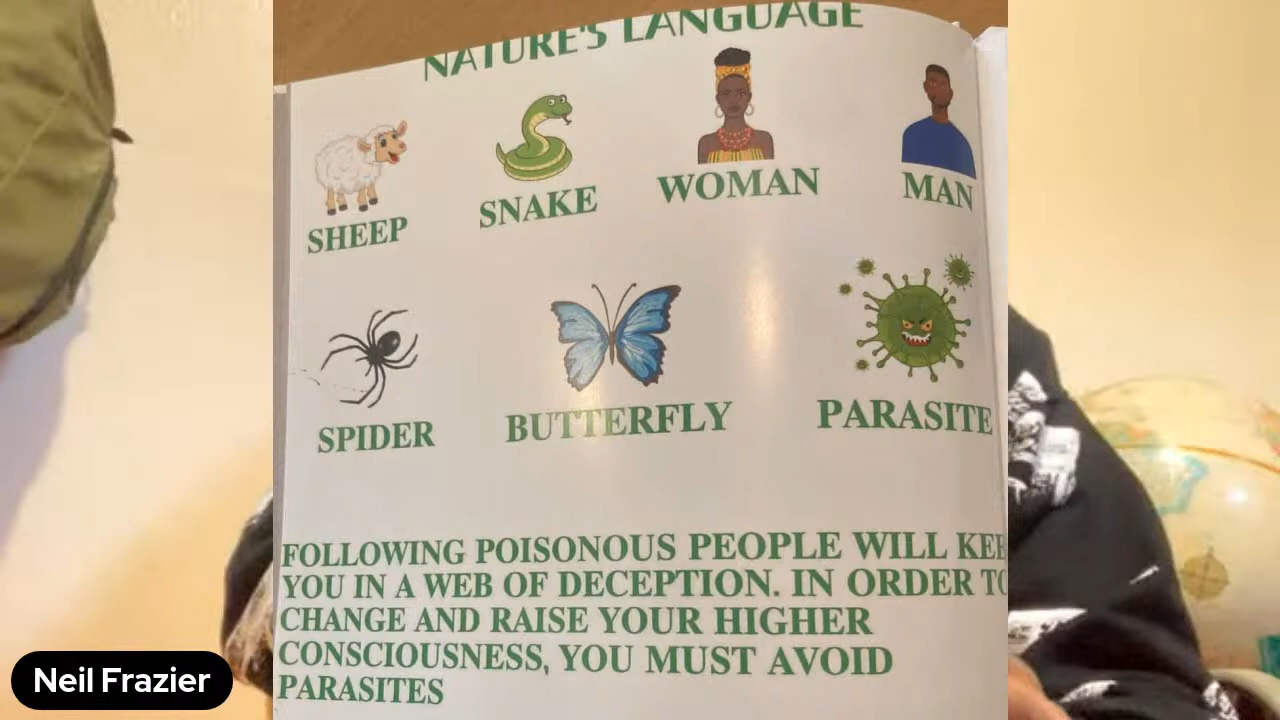 NATURE'S LANGUAGE
SHEEP
SNAKE
WOMAN
MAN
SPIDER
BUTTERFLY
PARASITE
FOLLOWING POISONOUS PEOPLE WILL
YOU IN A WEB OF DECEPTION. IN ORDER TO
CHANGE AND RAISE YOUR HIGHER
CONSCIOUSNESS, YOU MUST AVOID
PARASITES
Neil Frazier